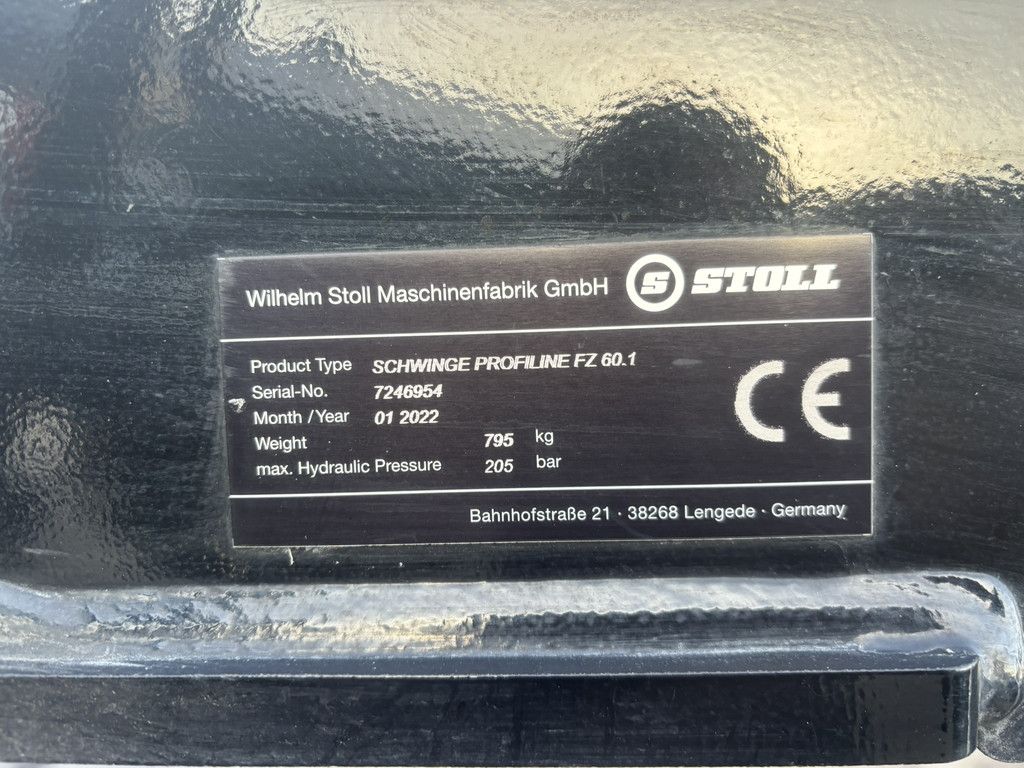 Wilhelm Stoll Maschinenfabrik GmbH S STOLL
Product Type SCHWINGE PROFILINE FZ 60.1
Serial-No. 7246954
Month / Year 01 2022
Weight 795 kg
max. Hydraulic Pressure 205 bar
CE
Bahnhofstraße 21 · 38268 Lengede · Germany